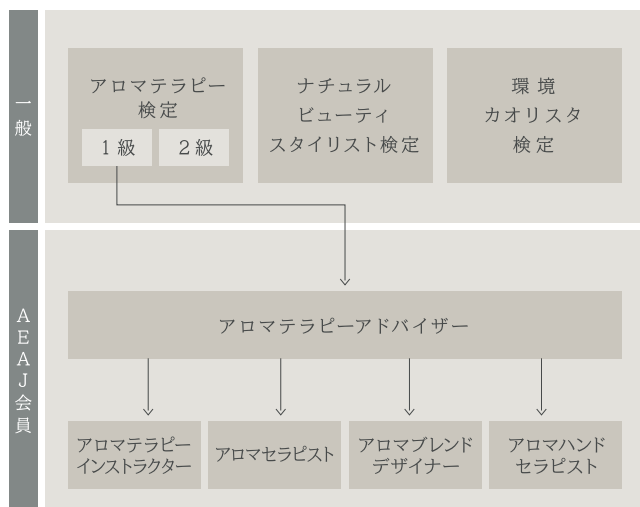 一般
アロマテラピー
検定
1級
2級
ナチュラル
ビューティ
スタイリスト検定
環境
カオリスタ
検定
AEAJ会員
アロマテラピーアドバイザー
アロマテラピー
インストラクター
アロマセラピスト
アロマブレンド
デザイナー
アロマハンド
セラピスト